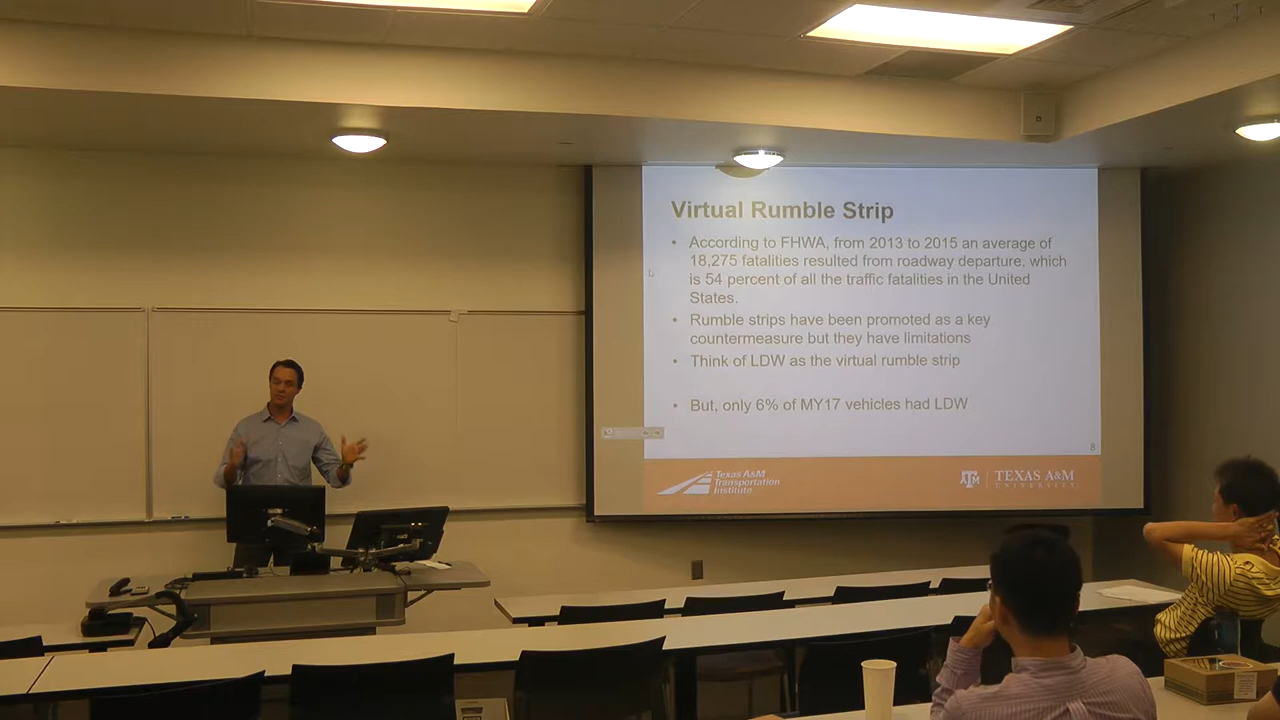 Virtual Rumble Strip
• According to FHWA, from 2013 to 2015 an average of
18,275 fatalities resulted from roadway departure, which
is 54 percent of all the traffic fatalities in the United
States.
• Rumble strips have been promoted as a key
countermeasure but they have limitations
• Think of LDW as the virtual rumble strip
• But, only 6% of MY17 vehicles had LDW
8
Texas A&M
Transportation
Institute
ATM
TEXAS A&M
UNIVERSITY